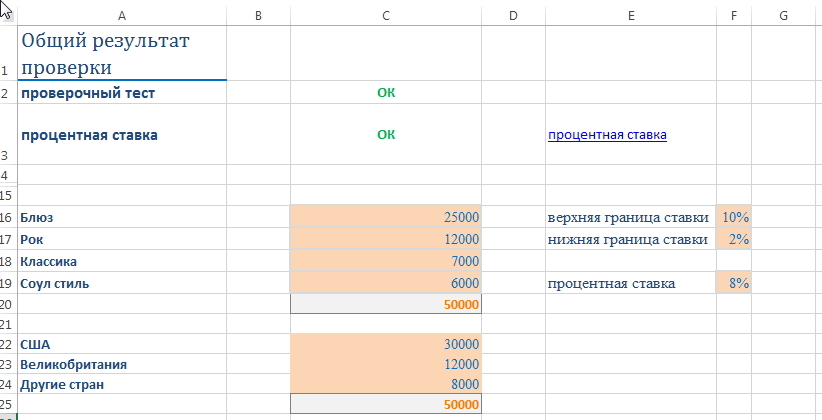 A B C D E F G
1 Общий результат
проверки
2 проверочный тест OK
3 процентная ставка OK процентная ставка
4
15
16 Блюз 25000 верхняя граница ставки 10%
17 Рок 12000 нижняя граница ставки 2%
18 Классика 7000
19 Соул стиль 6000 процентная ставка 8%
20 50000
21
22 США 30000
23 Великобритания 12000
24 Другие стран 8000
25 50000